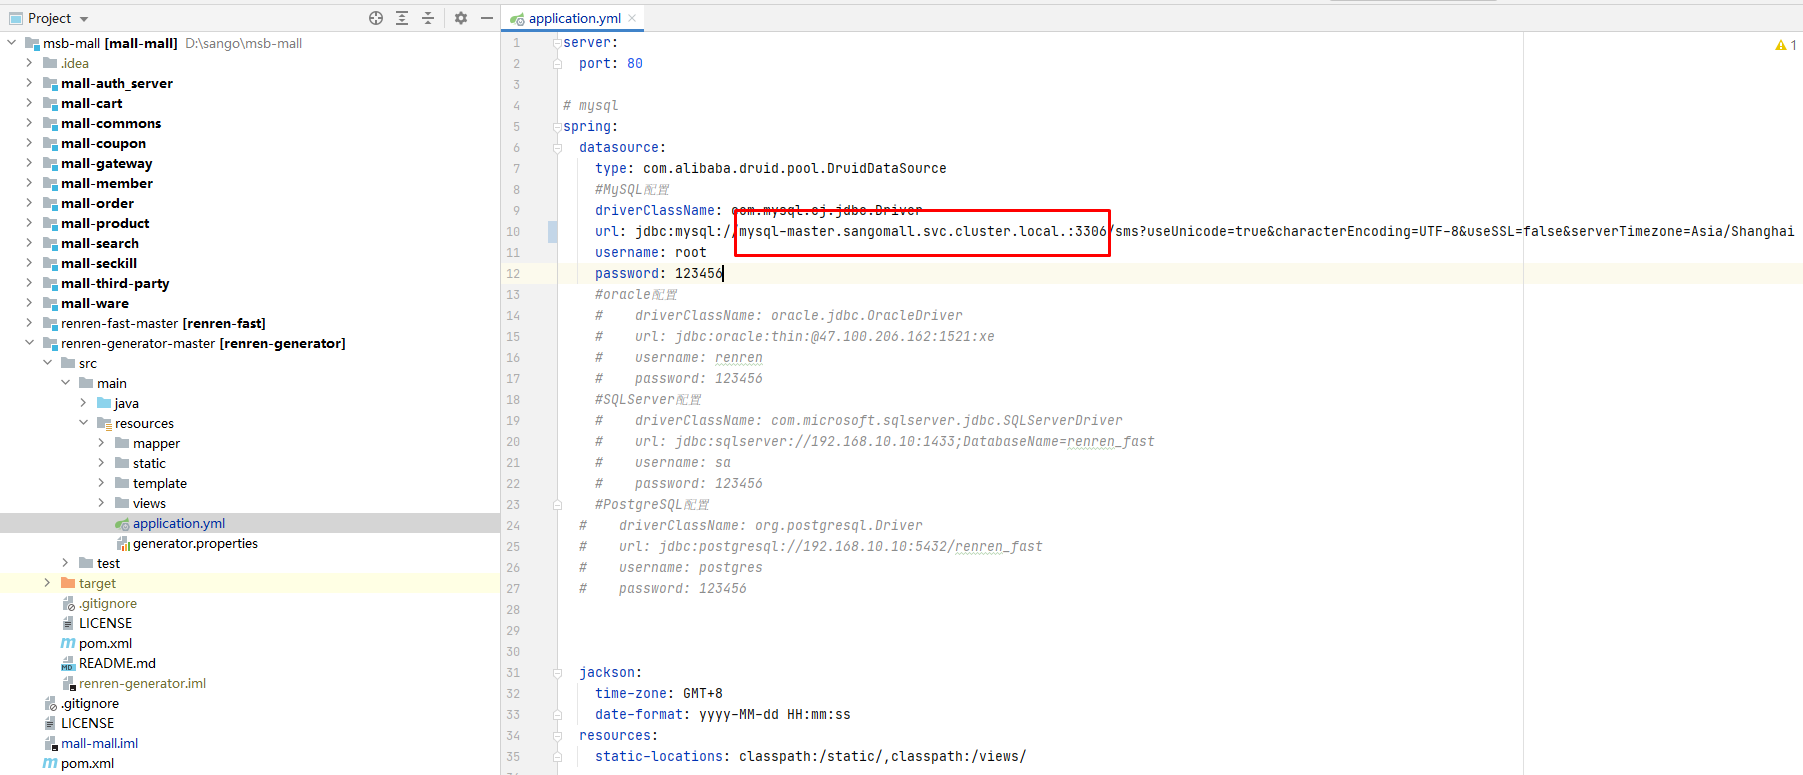 Project
msb-mall [mall-mall] D:\sango\msb-mall
.idea
mall-auth_server
mall-cart
mall-commons
mall-coupon
mall-gateway
mall-member
mall-order
mall-product
mall-search
mall-seckill
mall-third-party
mall-ware
renren-fast-master [renren-fast]
renren-generator-master [renren-generator]
src
main
java
resources
mapper
static
template
views
application.yml
generator.properties
test
target
.gitignore
LICENSE
pom.xml
README.md
renren-generator.iml
.gitignore
LICENSE
mall-mall.iml
pom.xml
application.yml
1
1 server:
2 port: 80
3
4 # mysql
5 spring:
6 datasource:
7 type: com.alibaba.druid.pool.DruidDataSource
8 #MySQL配置
9 driverClassName: com.mysql.cj.jdbc.Driver
10 url: jdbc:mysql://mysql-master.sangomall.svc.cluster.local.:3306/sms?useUnicode=true&characterEncoding=UTF-8&useSSL=false&serverTimezone=Asia/Shanghai
11 username: root
12 password: 123456
13 #oracle配置
14 # driverClassName: oracle.jdbc.OracleDriver
15 # url: jdbc:oracle:thin:@47.100.206.162:1521:xe
16 # username: renren
17 # password: 123456
18 #SQLServer配置
19 # driverClassName: com.microsoft.sqlserver.jdbc.SQLServerDriver
20 # url: jdbc:sqlserver://192.168.10.10:1433;DatabaseName=renren_fast
21 # username: sa
22 # password: 123456
23 #PostgreSQL配置
24 # driverClassName: org.postgresql.Driver
25 # url: jdbc:postgresql://192.168.10.10:5432/renren_fast
26 # username: postgres
27 # password: 123456
28
29
30
31 jackson:
32 time-zone: GMT+8
33 date-format: yyyy-MM-dd HH:mm:ss
34 resources:
35 static-locations: classpath:/static/,classpath:/views/